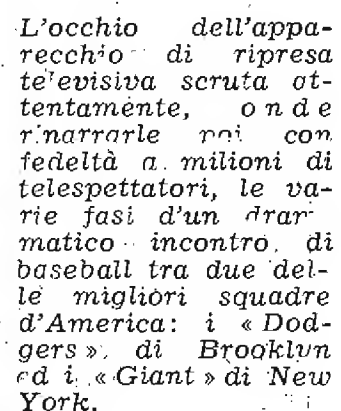 L'occhio dell'appa-
recchio di ripresa
televisiva scruta at-
tentamente, onde
rinarrarle poi con
fedeltà a milioni di
telespettatori, le va-
rie fasi d'un dram-
matico incontro di
baseball tra due del-
le migliori squadre
d'America: i « Dod-
gers », di Brooklyn
ed i « Giant » di New
York.